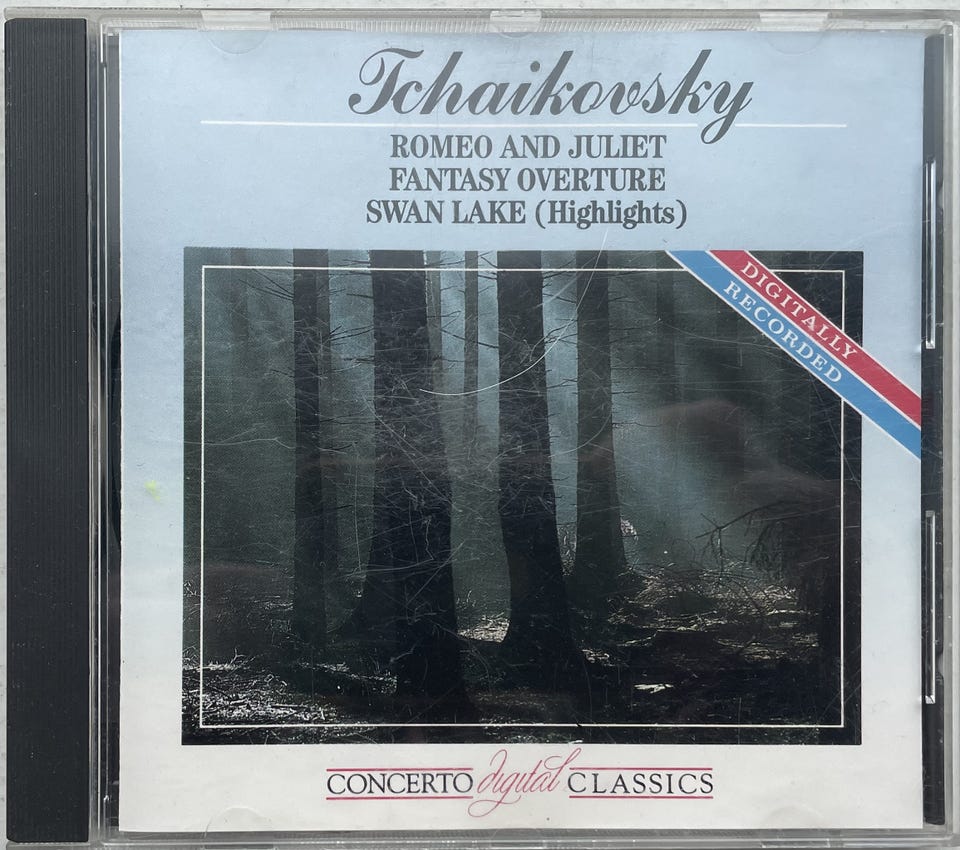 Tchaikovsky
ROMEO AND JULIET
FANTASY OVERTURE
SWAN LAKE (Highlights)
DIGITALLY
RECORDED
CONCERTO digital CLASSICS